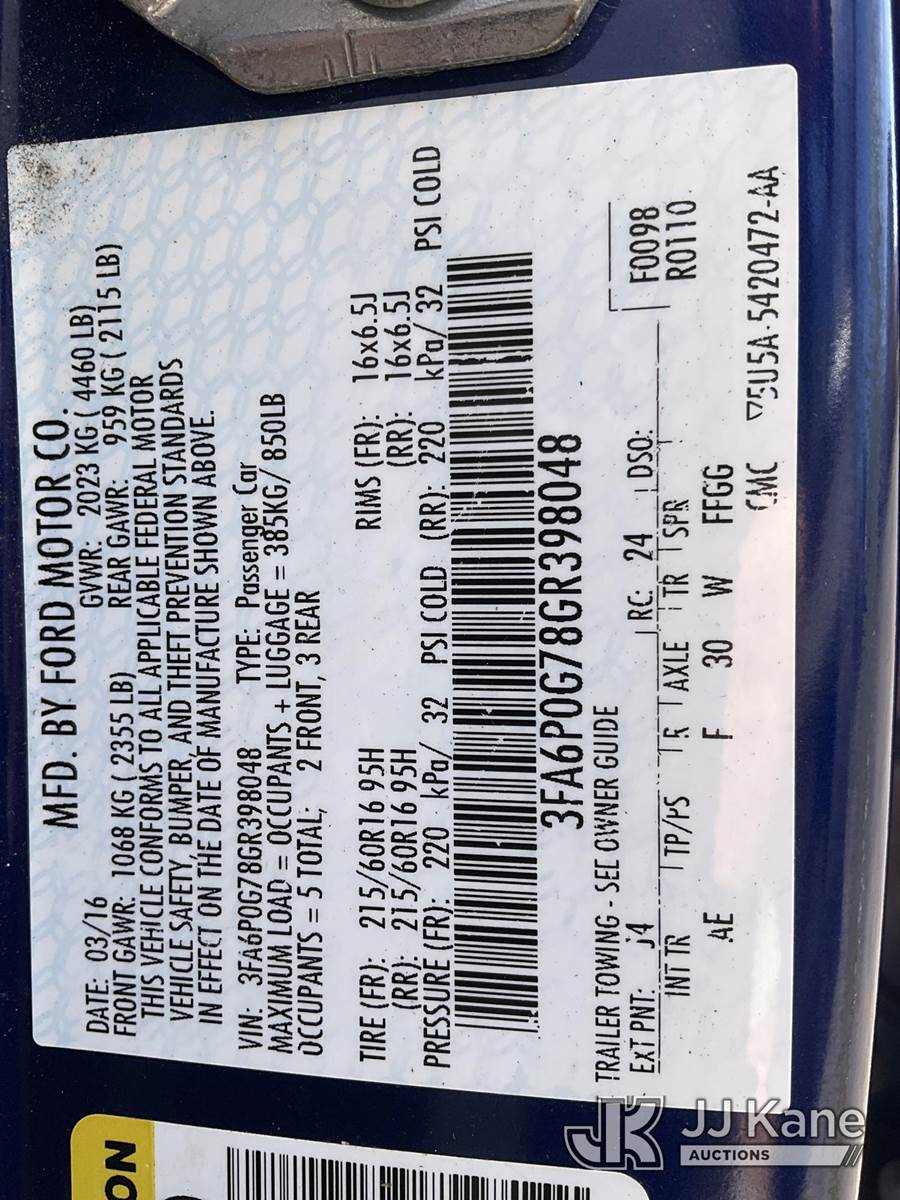 MFD. BY FORD MOTOR CO.
DATE: 03/16 GVWR: 2023 KG ( 4460 LB)
FRONT GAWR: 1068 KG ( 2355 LB) REAR GAWR: 959 KG ( 2115 LB)
THIS VEHICLE CONFORMS TO ALL APPLICABLE FEDERAL MOTOR
VEHICLE SAFETY, BUMPER, AND THEFT PREVENTION STANDARDS
IN EFFECT ON THE DATE OF MANUFACTURE SHOWN ABOVE.
VIN: 3FA6P0G78GR398048 TYPE: Passenger Car
MAXIMUM LOAD = OCCUPANTS + LUGGAGE = 385KG/ 850LB
OCCUPANTS = 5 TOTAL; 2 FRONT, 3 REAR
TIRE (FR): 215/60R16 95H RIMS (FR): 16x6.5J
(RR): 215/60R16 95H (RR): 16x6.5J
PRESSURE (FR): 220 kPa/ 32 PSI COLD (RR): 220 kPa/ 32 PSI COLD
3FA6P0G78GR398048
TRAILER TOWING - SEE OWNER GUIDE F0098
EXT PNT: J4 RC: 24 DSO: R0110
INT TR TP/PS R AXLE TR SPR
AE F 30 W FFGG
CMC 5U5A-5420472-AA
ON
JK JJ Kane
AUCTIONS